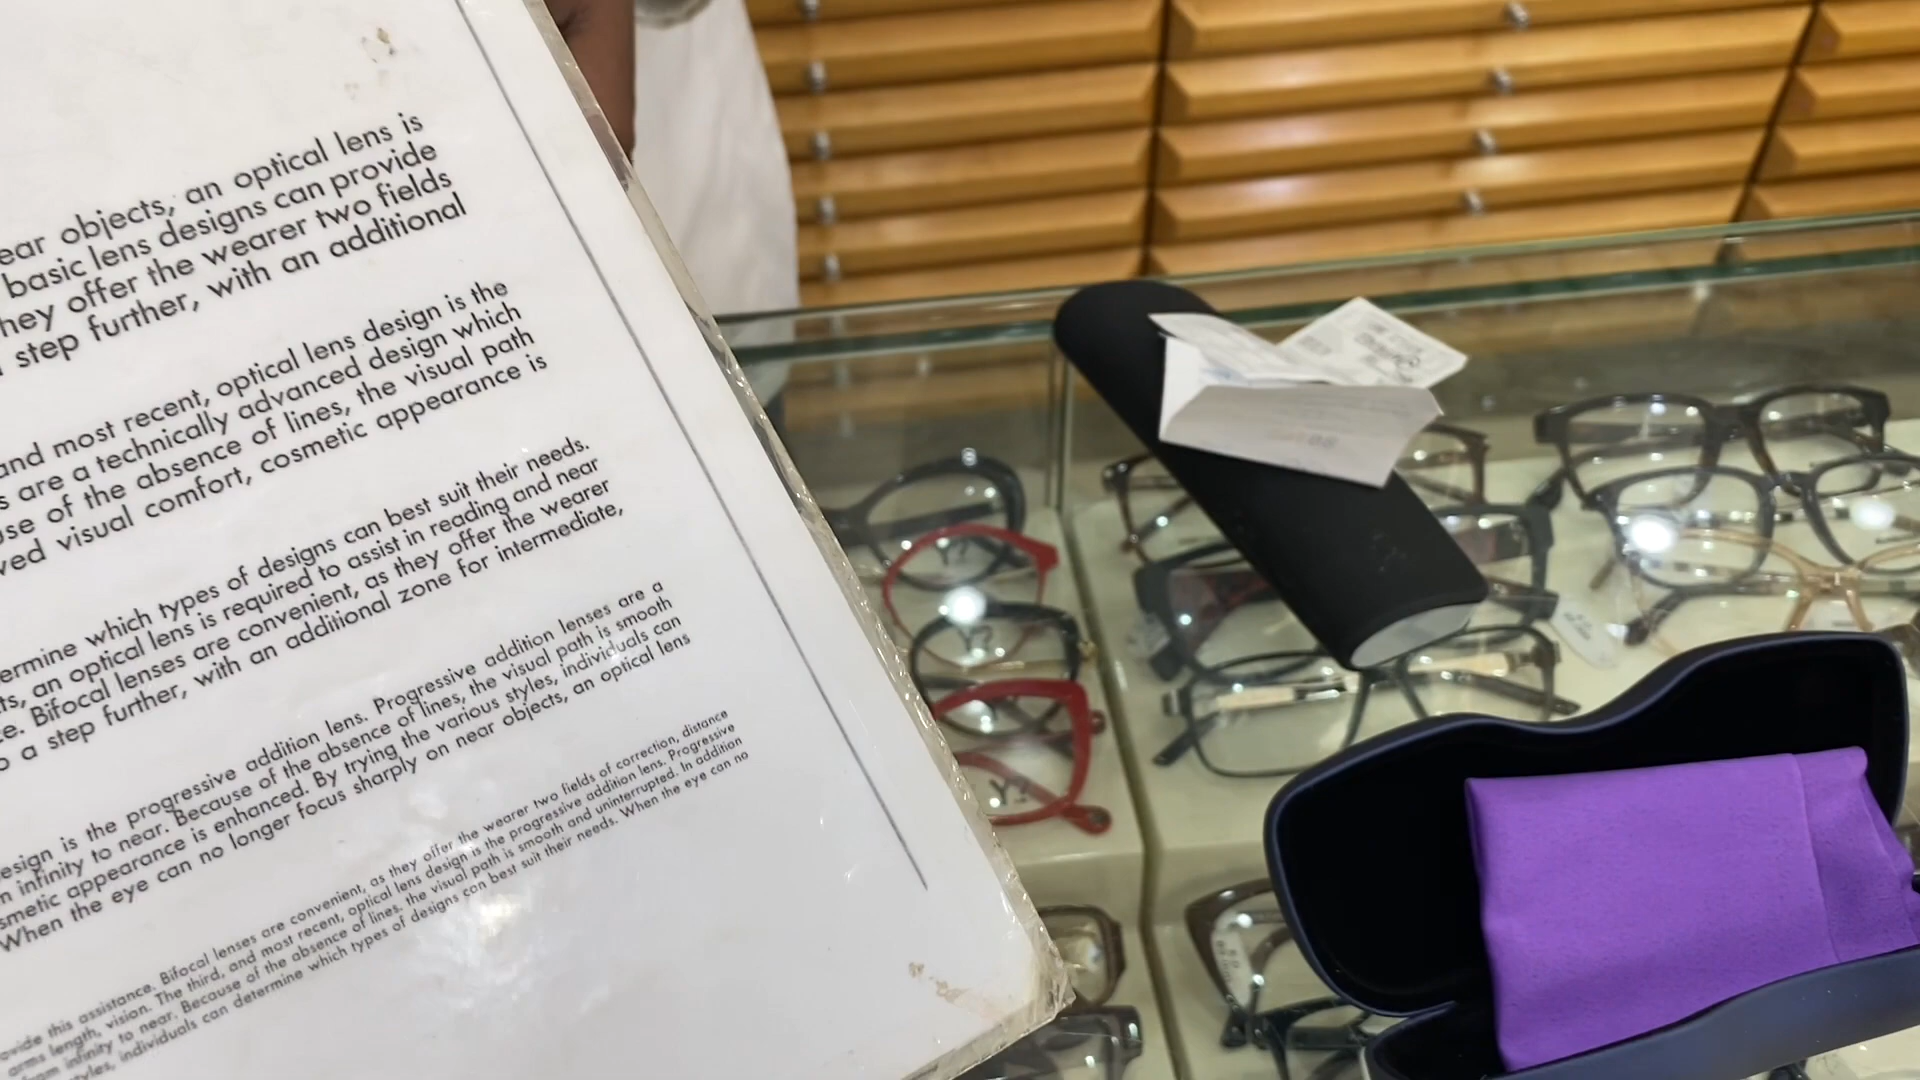 ear objects, an optical lens is
basic lens designs can provide
hey offer the wearer two fields
step further, with an additional
and most recent, optical lens design is the
s are a technically advanced design which
use of the absence of lines, the visual path
ved visual comfort, cosmetic appearance is
ermine which types of designs can best suit their needs.
ts, an optical lens is required to assist in reading and near
e. Bifocal lenses are convenient, as they offer the wearer
o a step further, with an additional zone for intermediate,
esign is the progressive addition lens. Progressive addition lenses are a
m infinity to near. Because of the absence of lines, the visual path is smooth
smetic appearance is enhanced. By trying the various styles, individuals can
When the eye can no longer focus sharply on near objects, an optical lens
ovide this assistance. Bifocal lenses are convenient, as they offer the wearer two fields of correction, distance
arms length, vision. The third, and most recent, optical lens design is the progressive addition lens. Progressive
from infinity to near. Because of the absence of lines, the visual path is smooth and uninterrupted. In addition
tyles, individuals can determine which types of designs can best suit their needs. When the eye can no